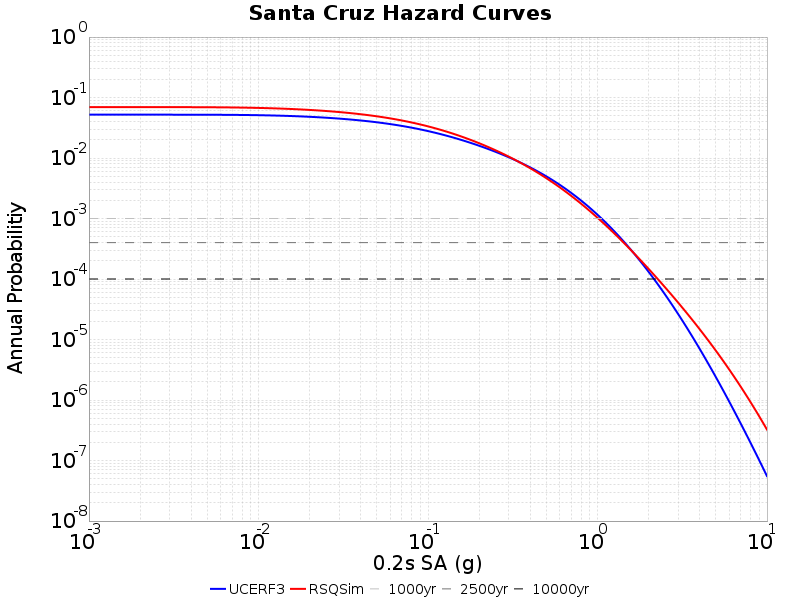 Santa Cruz Hazard Curves
10^0
10^-1
10^-2
10^-3
10^-4
10^-5
10^-6
10^-7
10^-8
Annual Probabilitiy
10^-3 10^-2 10^-1 10^0 10^1
0.2s SA (g)
UCERF3 RSQSim 1000yr 2500yr 10000yr